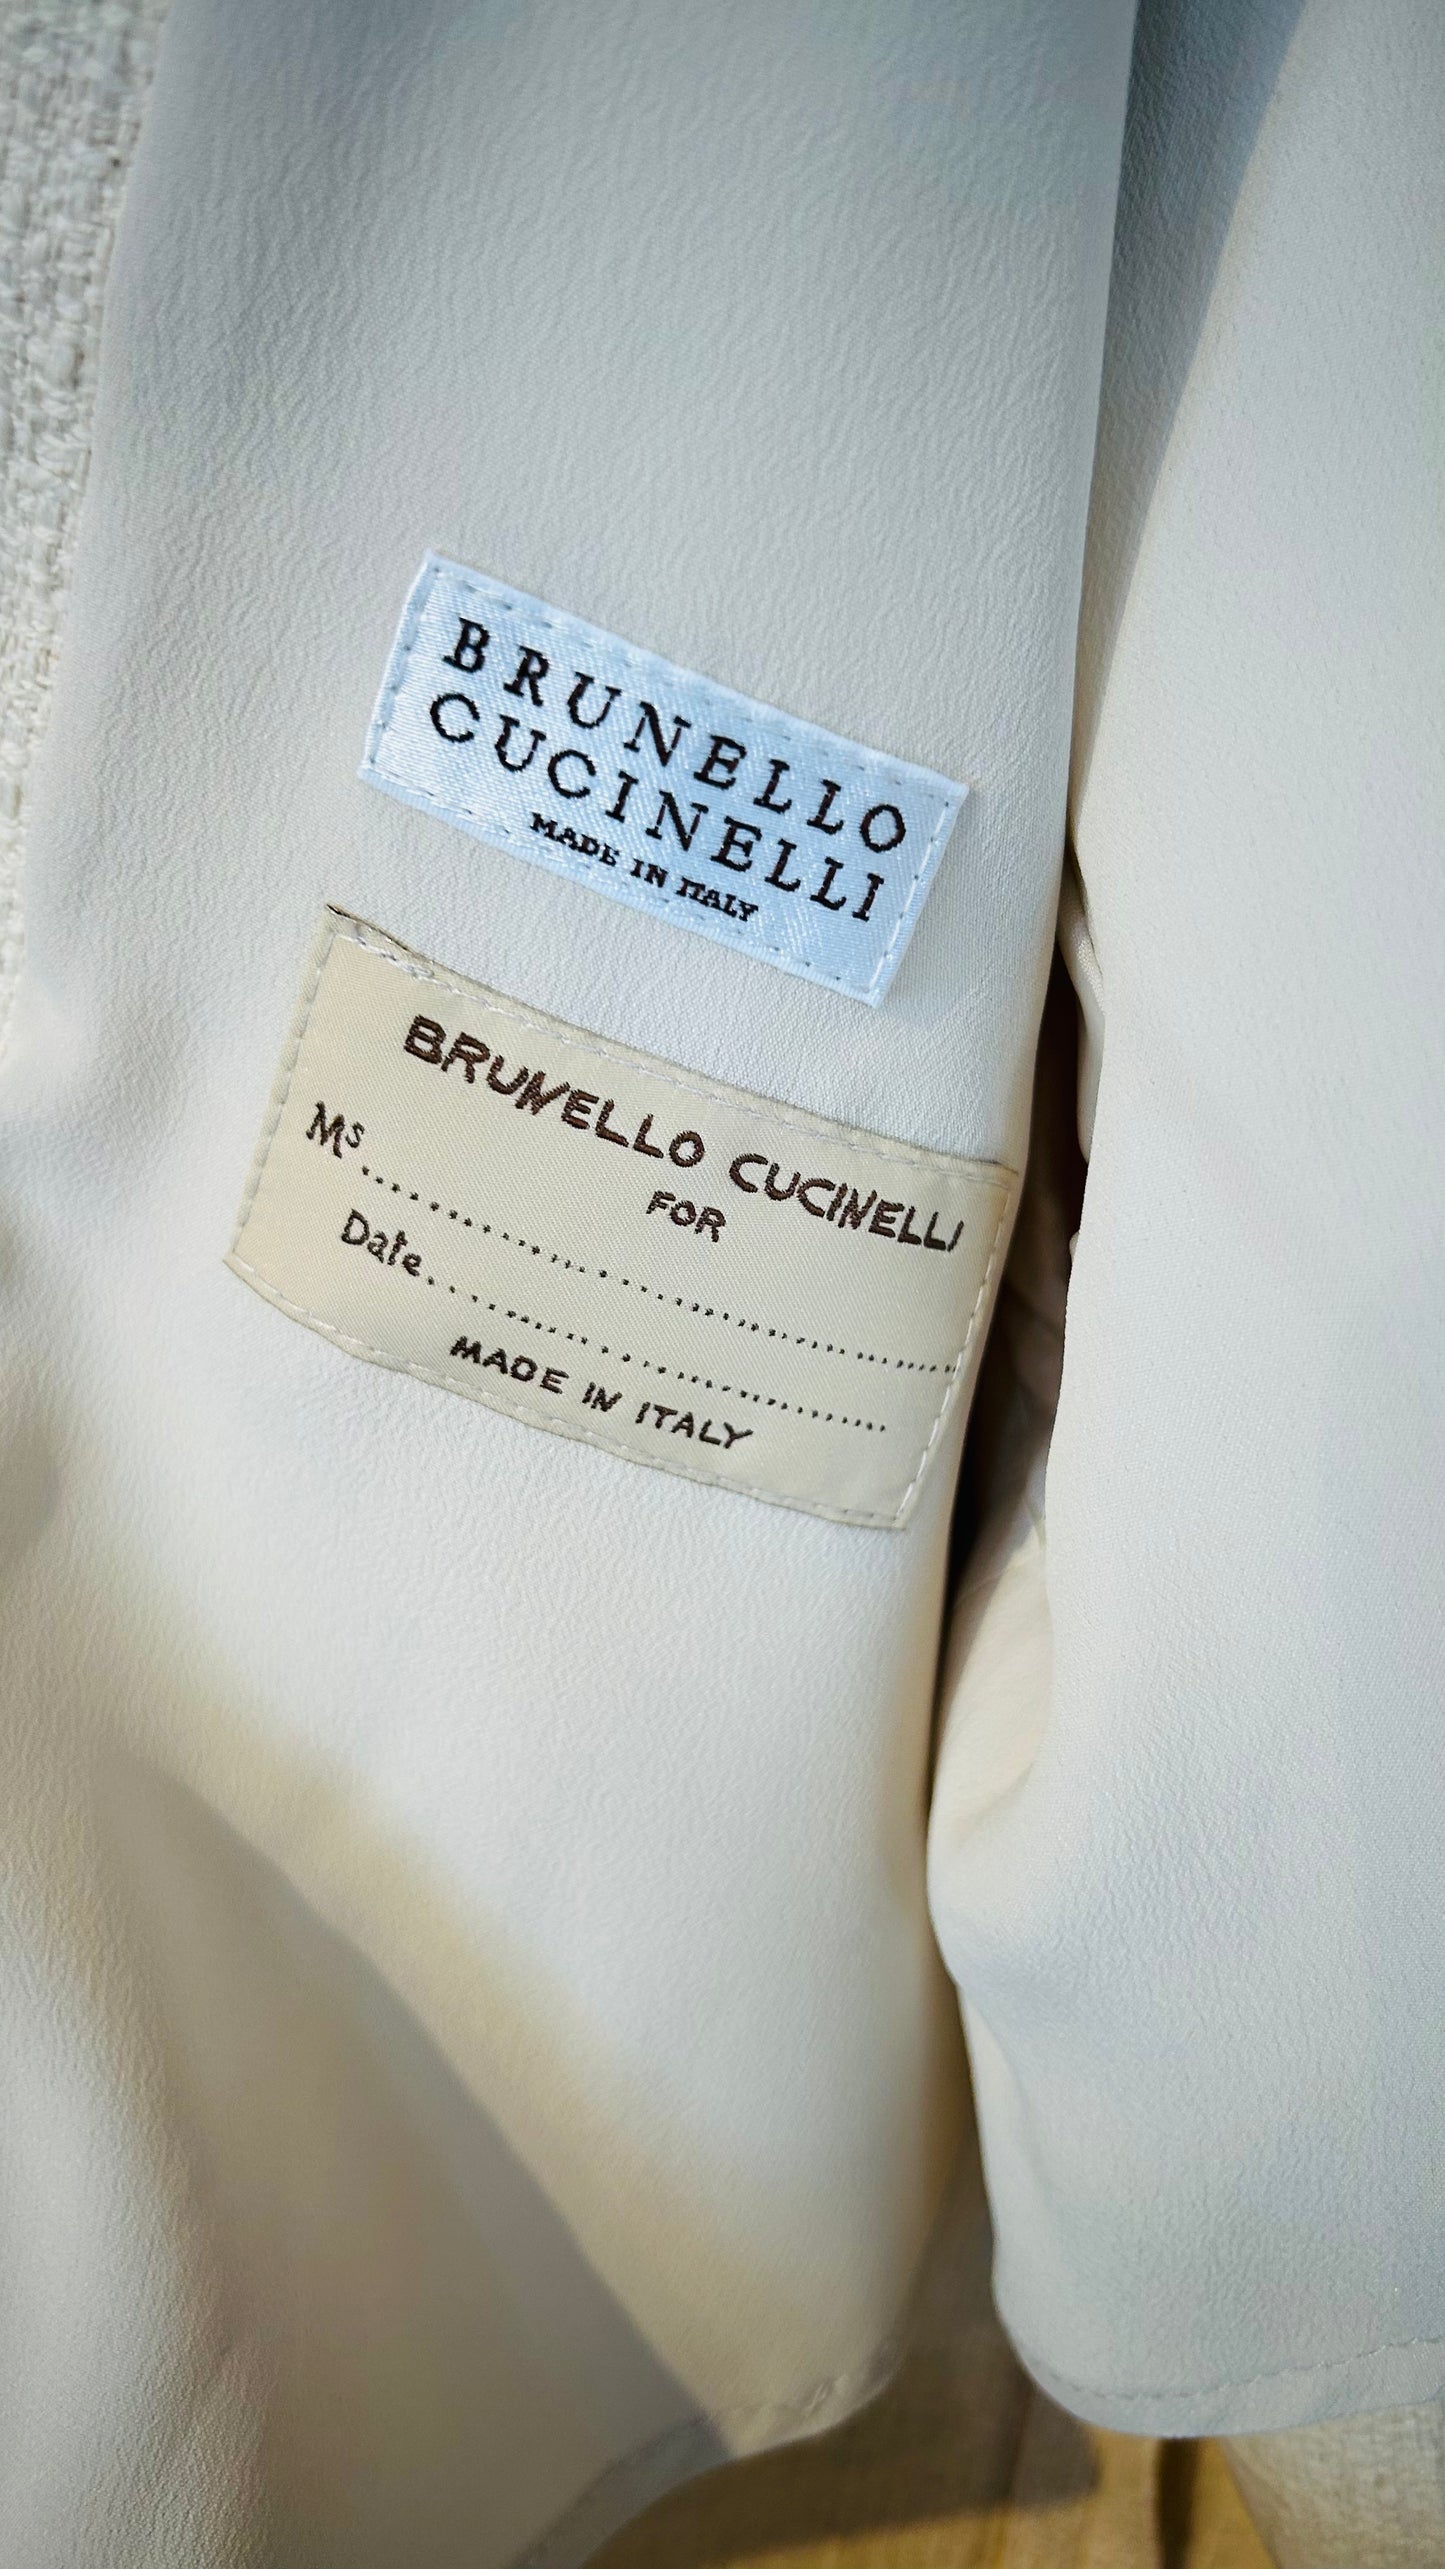 BRUNELLO
CUCINELLI
MADE IN ITALY
BRUNELLO CUCINELLI
FOR
Ms..............................................
Date........................................
MADE IN ITALY